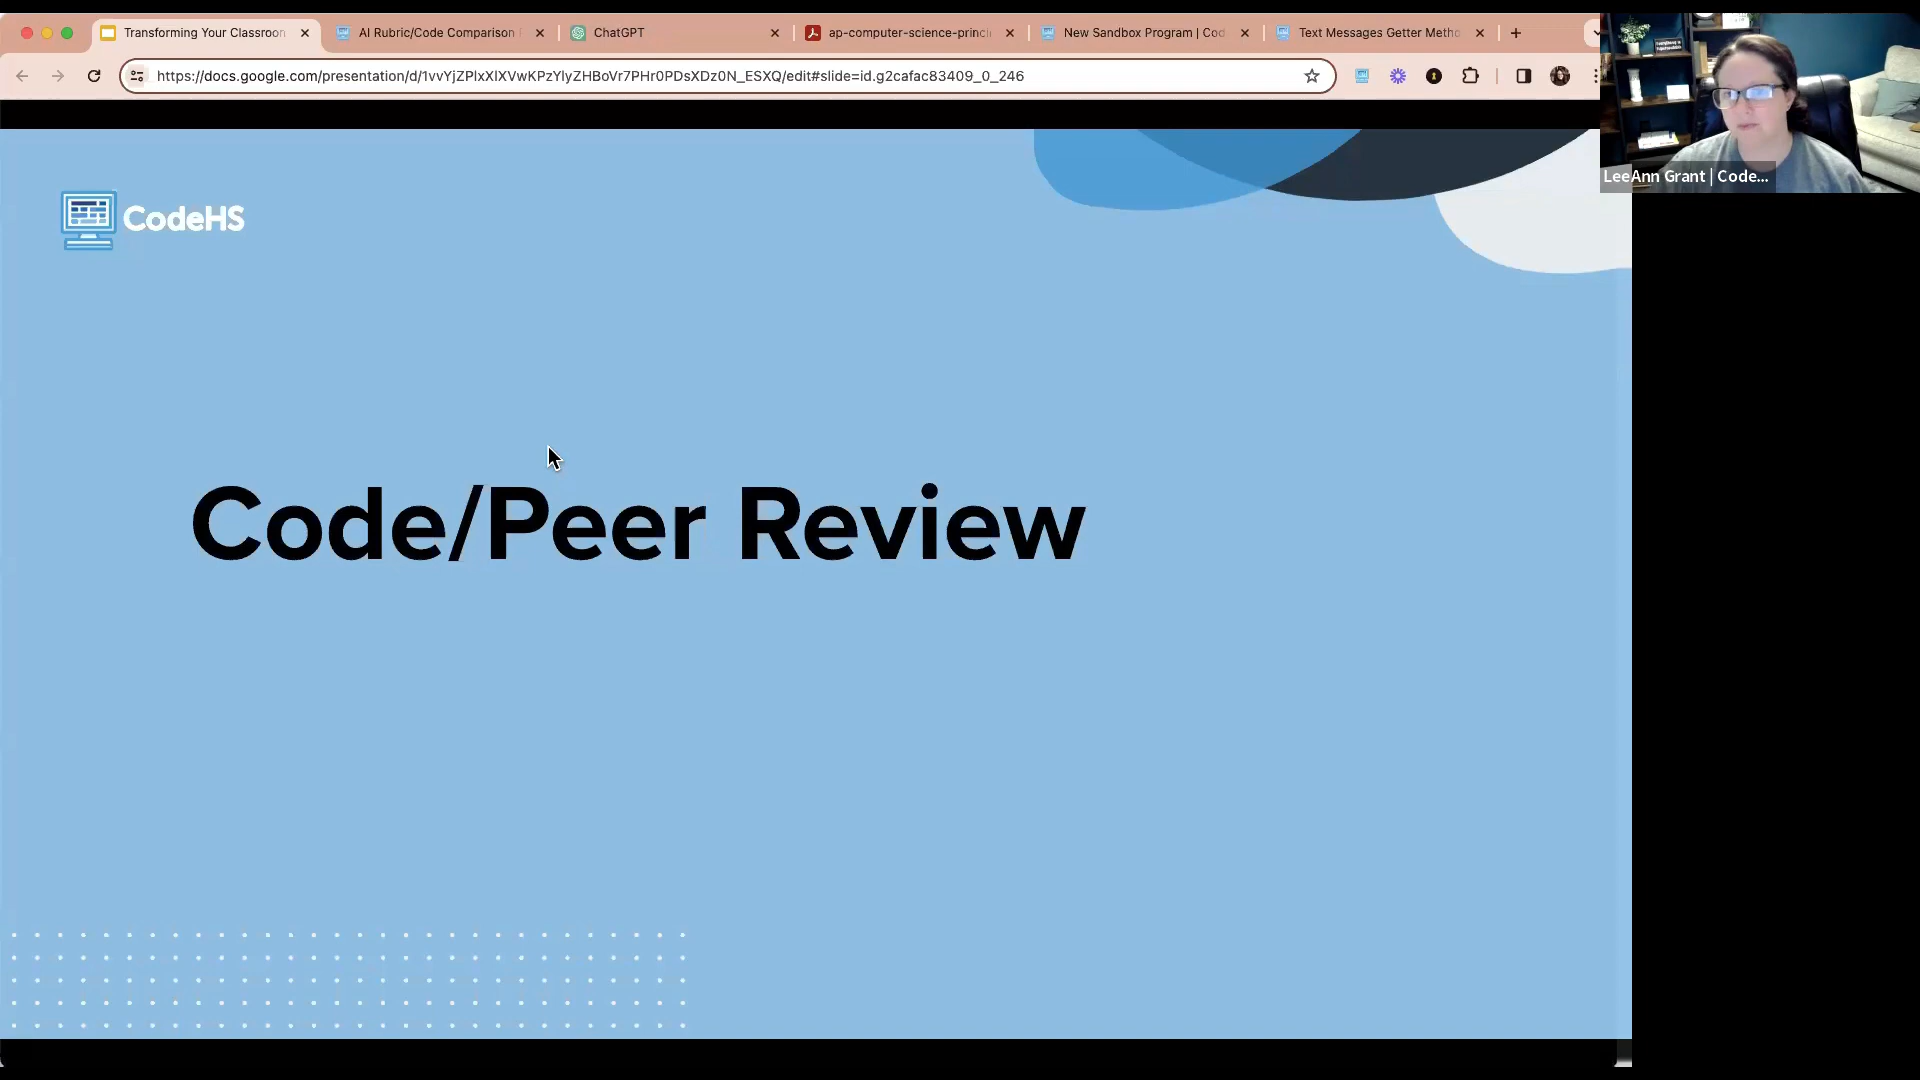 Transforming Your Classroom
AI Rubric/Code Comparison
ChatGPT
ap-computer-science-princi
New Sandbox Program | Cod
Text Messages Getter Metho
https://docs.google.com/presentation/d/1vvYjZPlxXlXVwKPzYlyZHBoVr7PHr0PDsXDz0N_ESXQ/edit#slide=id.g2cafac83409_0_246
LeeAnn Grant | Code...
CodeHS
Code/Peer Review